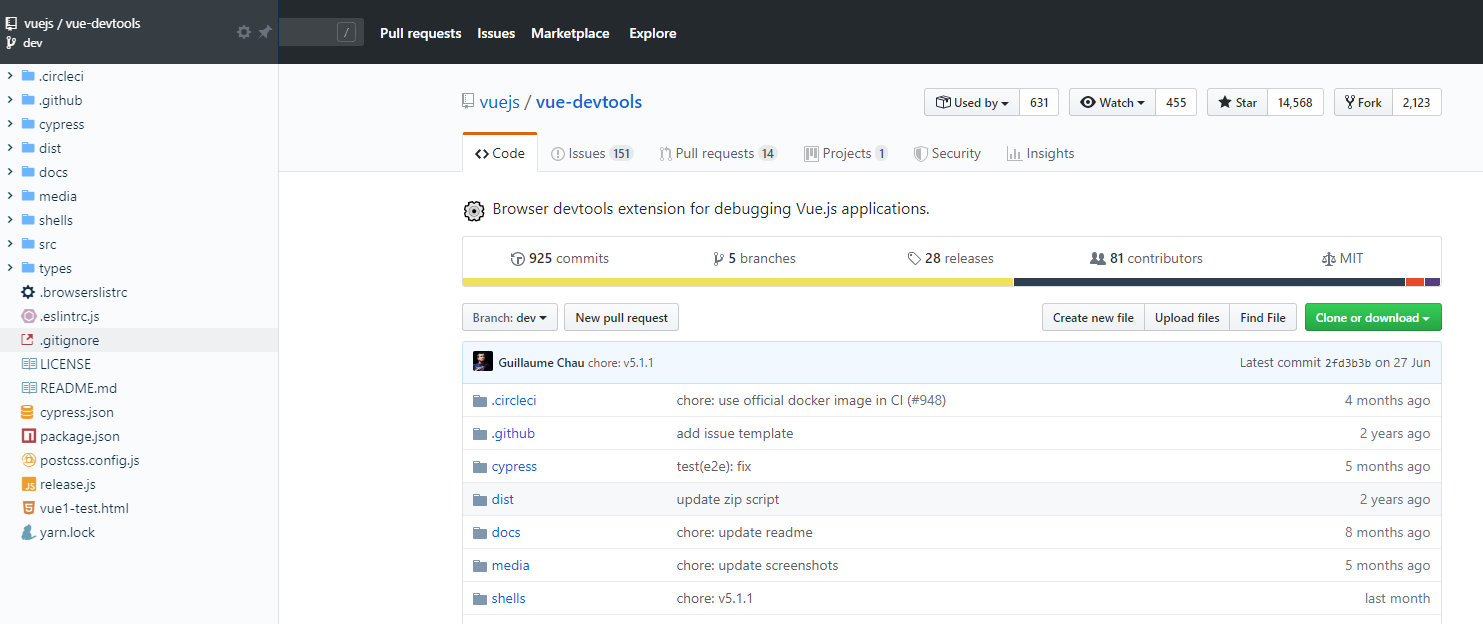 vuejs / vue-devtools
dev
.circleci
.github
cypress
dist
docs
media
shells
src
types
.browserslistrc
.eslintrc.js
.gitignore
LICENSE
README.md
cypress.json
package.json
postcss.config.js
release.js
vue1-test.html
yarn.lock
/ Pull requests Issues Marketplace Explore
vuejs / vue-devtools
Used by 631 Watch 455 Star 14,568 Fork 2,123
Code Issues 151 Pull requests 14 Projects 1 Security Insights
Browser devtools extension for debugging Vue.js applications.
925 commits 5 branches 28 releases 81 contributors MIT
Branch: dev New pull request Create new file Upload files Find File Clone or download
Guillaume Chau chore: v5.1.1 Latest commit 2fd3b3b on 27 Jun
.circleci chore: use official docker image in CI (#948) 4 months ago
.github add issue template 2 years ago
cypress test(e2e): fix 5 months ago
dist update zip script 2 years ago
docs chore: update readme 8 months ago
media chore: update screenshots 5 months ago
shells chore: v5.1.1 last month